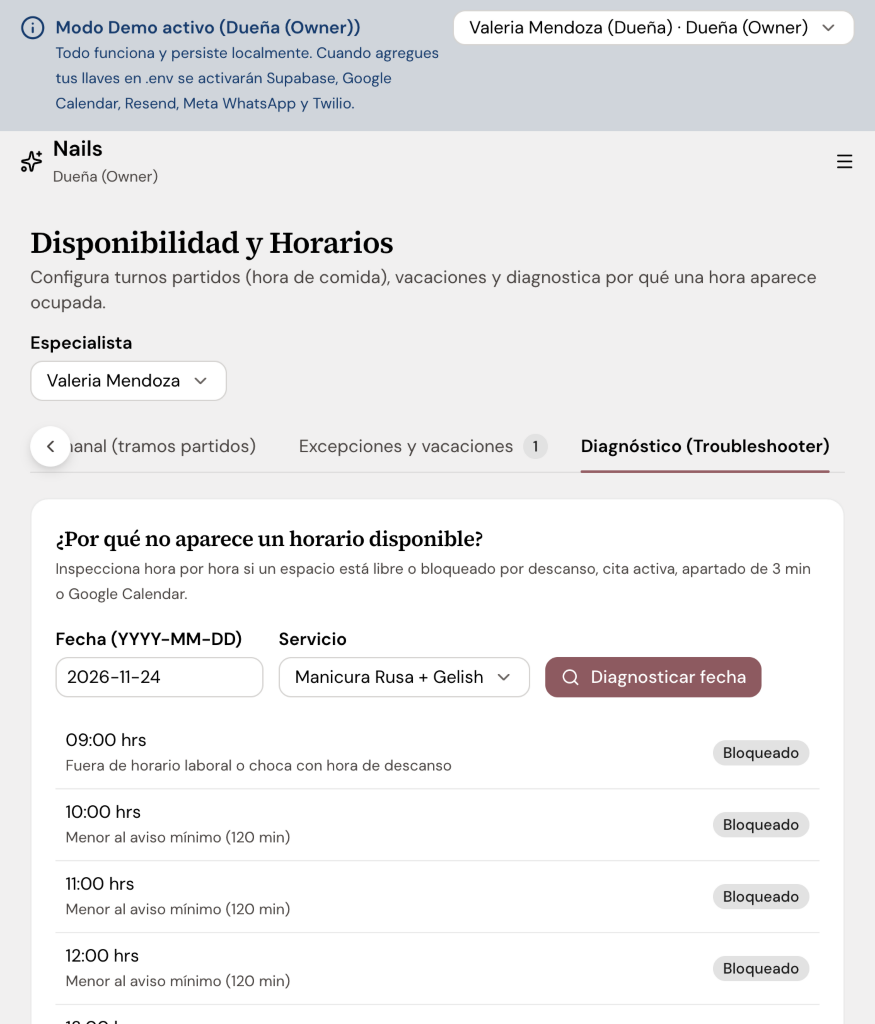 Modo Demo activo (Dueña (Owner))
Todo funciona y persiste localmente. Cuando agregues
tus llaves en .env se activarán Supabase, Google
Calendar, Resend, Meta WhatsApp y Twilio.
Valeria Mendoza (Dueña) · Dueña (Owner)
Nails
Dueña (Owner)
Disponibilidad y Horarios
Configura turnos partidos (hora de comida), vacaciones y diagnostica por qué una hora aparece
ocupada.
Especialista
Valeria Mendoza
(tramos partidos)
Excepciones y vacaciones 1
Diagnóstico (Troubleshooter)
¿Por qué no aparece un horario disponible?
Inspecciona hora por hora si un espacio está libre o bloqueado por descanso, cita activa, apartado de 3 min
o Google Calendar.
Fecha (YYYY-MM-DD)
Servicio
2026-11-24
Manicura Rusa + Gelish
Diagnosticar fecha
09:00 hrs
Fuera de horario laboral o choca con hora de descanso
Bloqueado
10:00 hrs
Menor al aviso mínimo (120 min)
Bloqueado
11:00 hrs
Menor al aviso mínimo (120 min)
Bloqueado
12:00 hrs
Menor al aviso mínimo (120 min)
Bloqueado